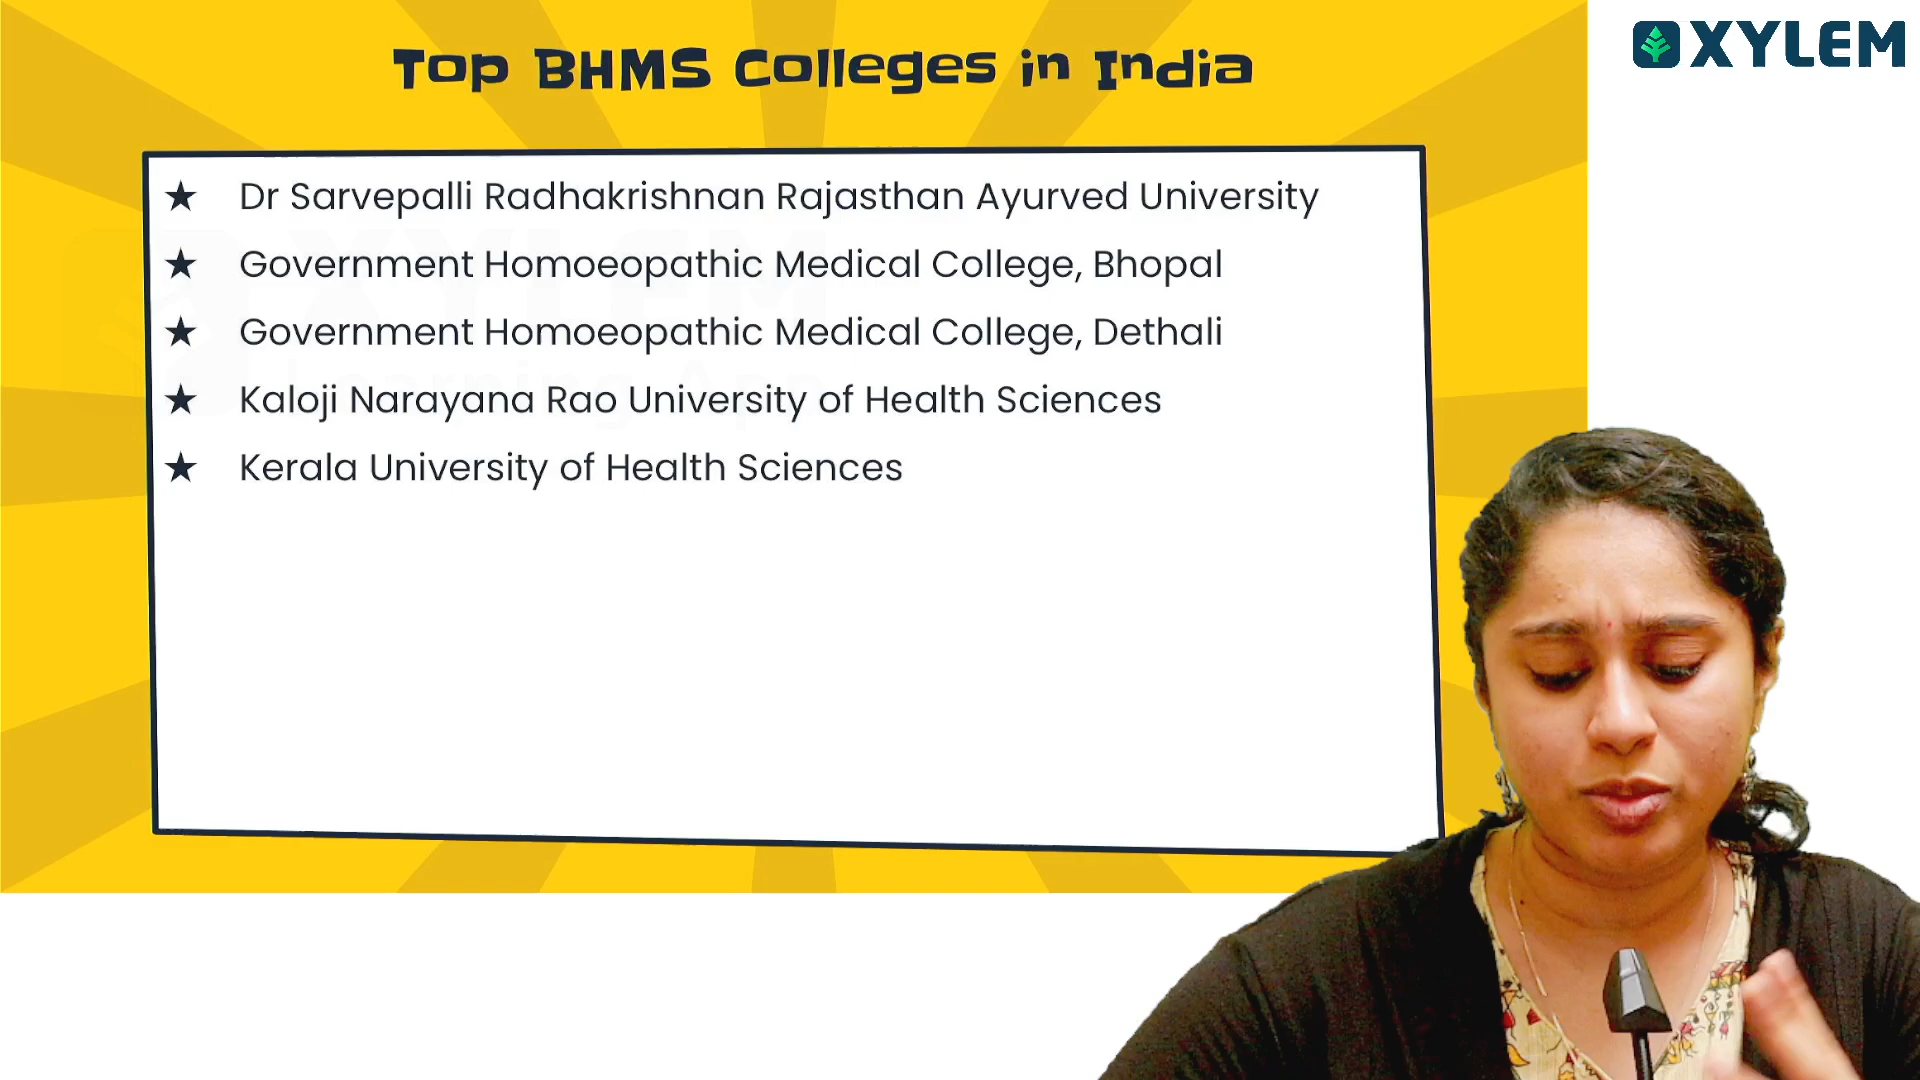 Top BHMS Colleges in India
XYLEM
★ Dr Sarvepalli Radhakrishnan Rajasthan Ayurved University
★ Government Homoeopathic Medical College, Bhopal
★ Government Homoeopathic Medical College, Dethali
★ Kaloji Narayana Rao University of Health Sciences
★ Kerala University of Health Sciences